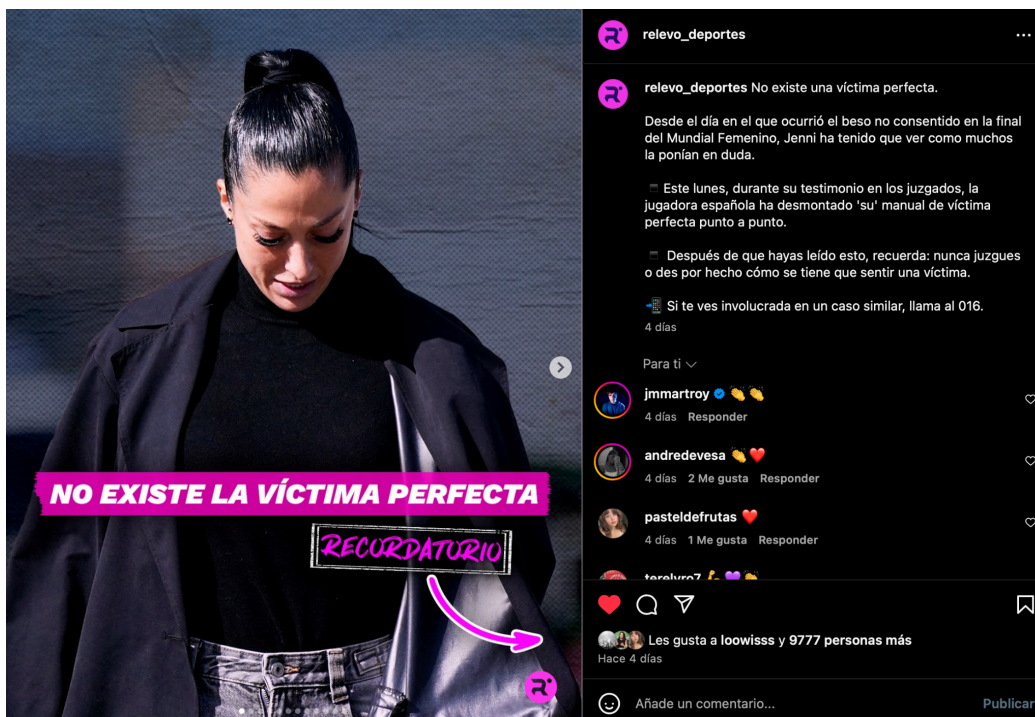 NO EXISTE LA VÍCTIMA PERFECTA
RECORDATORIO
relevo_deportes
relevo_deportes No existe una víctima perfecta.
Desde el día en el que ocurrió el beso no consentido en la final
del Mundial Femenino, Jenni ha tenido que ver como muchos
la ponían en duda.
Este lunes, durante su testimonio en los juzgados, la
jugadora española ha desmontado 'su' manual de víctima
perfecta punto a punto.
Después de que hayas leído esto, recuerda: nunca juzgues
o des por hecho cómo se tiene que sentir una víctima.
📲 Si te ves involucrada en un caso similar, llama al 016.
4 días
Para ti
jmmartroy 👏👏
4 días Responder
andredevesa 👏❤️
4 días 2 Me gusta Responder
pasteldefrutas ❤️
4 días 1 Me gusta Responder
Les gusta a loowisss y 9777 personas más
Hace 4 días
Añade un comentario...
Publicar